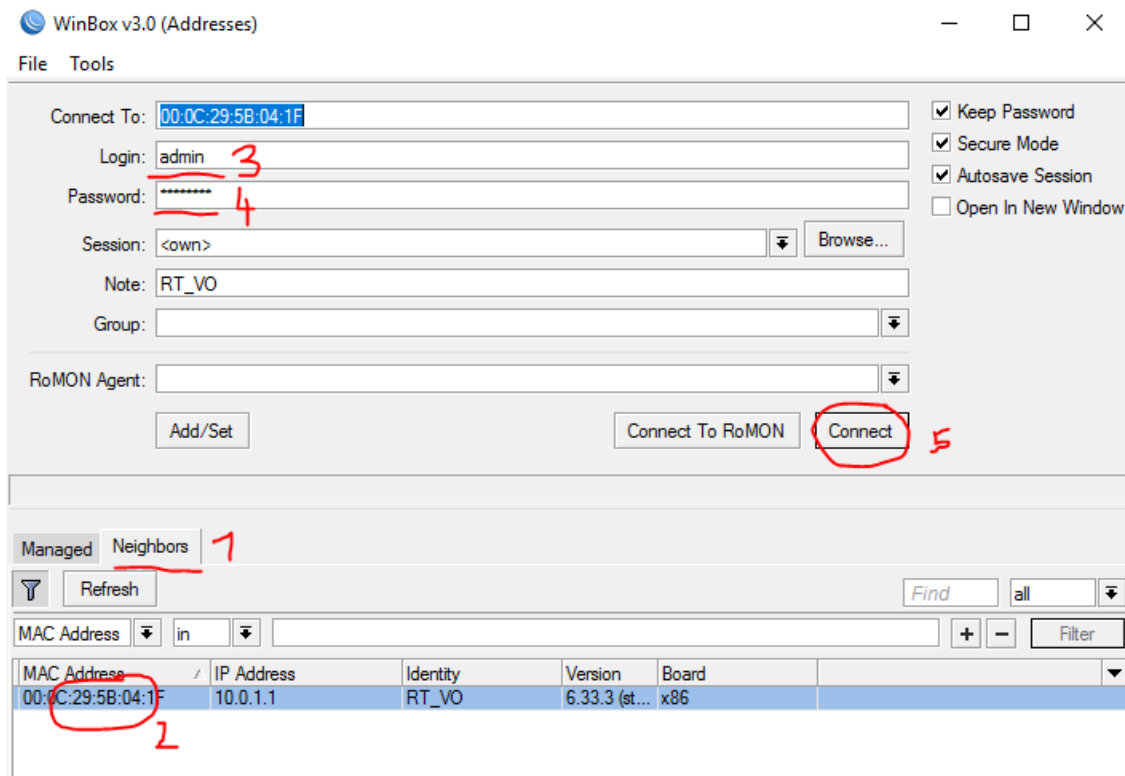 WinBox v3.0 (Addresses)
File Tools
Connect To: 00:0C:29:5B:04:1F
Keep Password
Login: admin 3
Secure Mode
Password: ******** 4
Autosave Session
Open In New Window
Session: <own> Browse...
Note: RT_VO
Group:
RoMON Agent:
Add/Set Connect To RoMON Connect 5
Managed Neighbors 1
Refresh Find all
MAC Address in + - Filter
MAC Address IP Address Identity Version Board
00:0C:29:5B:04:1F 10.0.1.1 RT_VO 6.33.3 (st... x86
2